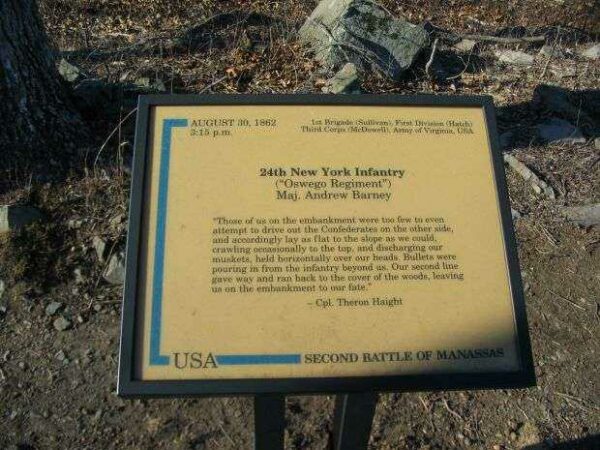 AUGUST 30, 1862
3:15 p.m.
1st Brigade (Sullivan), First Division (Hatch)
Third Corps (McDowell), Army of Virginia, USA
24th New York Infantry
("Oswego Regiment")
Maj. Andrew Barney
"Those of us on the embankment were too few to even
attempt to drive out the Confederates on the other side,
and accordingly lay as flat to the slope as we could,
crawling occasionally to the top, and discharging our
muskets, held horizontally over our heads. Bullets were
pouring in from the infantry beyond us. Our second line
gave way and ran back to the cover of the woods, leaving
us on the embankment to our fate."
– Cpl. Theron Haight
USA
SECOND BATTLE OF MANASSAS